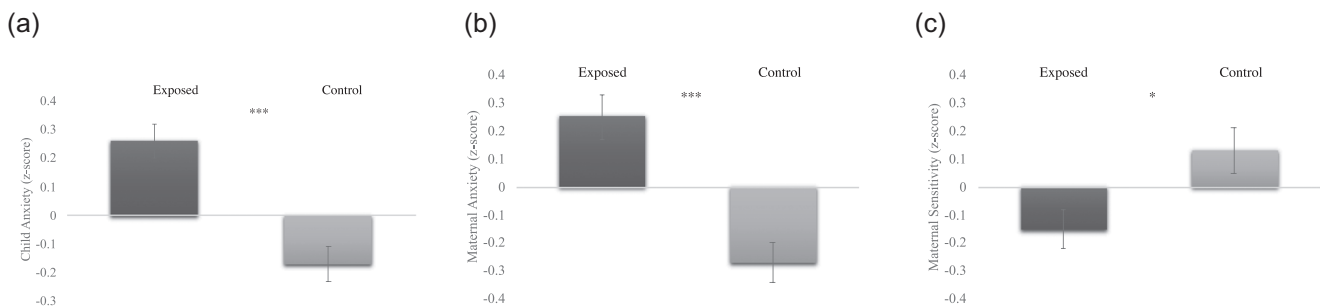 (a)
Exposed
Control
***
Child Anxiety (z-score)
0.4
0.3
0.2
0.1
0
-0.1
-0.2
-0.3
(b)
Exposed
Control
***
Maternal Anxiety (z-score)
0.4
0.3
0.2
0.1
0
-0.1
-0.2
-0.3
-0.4
(c)
Exposed
Control
*
Maternal Sensitivity (z-score)
0.4
0.3
0.2
0.1
0
-0.1
-0.2
-0.3
-0.4